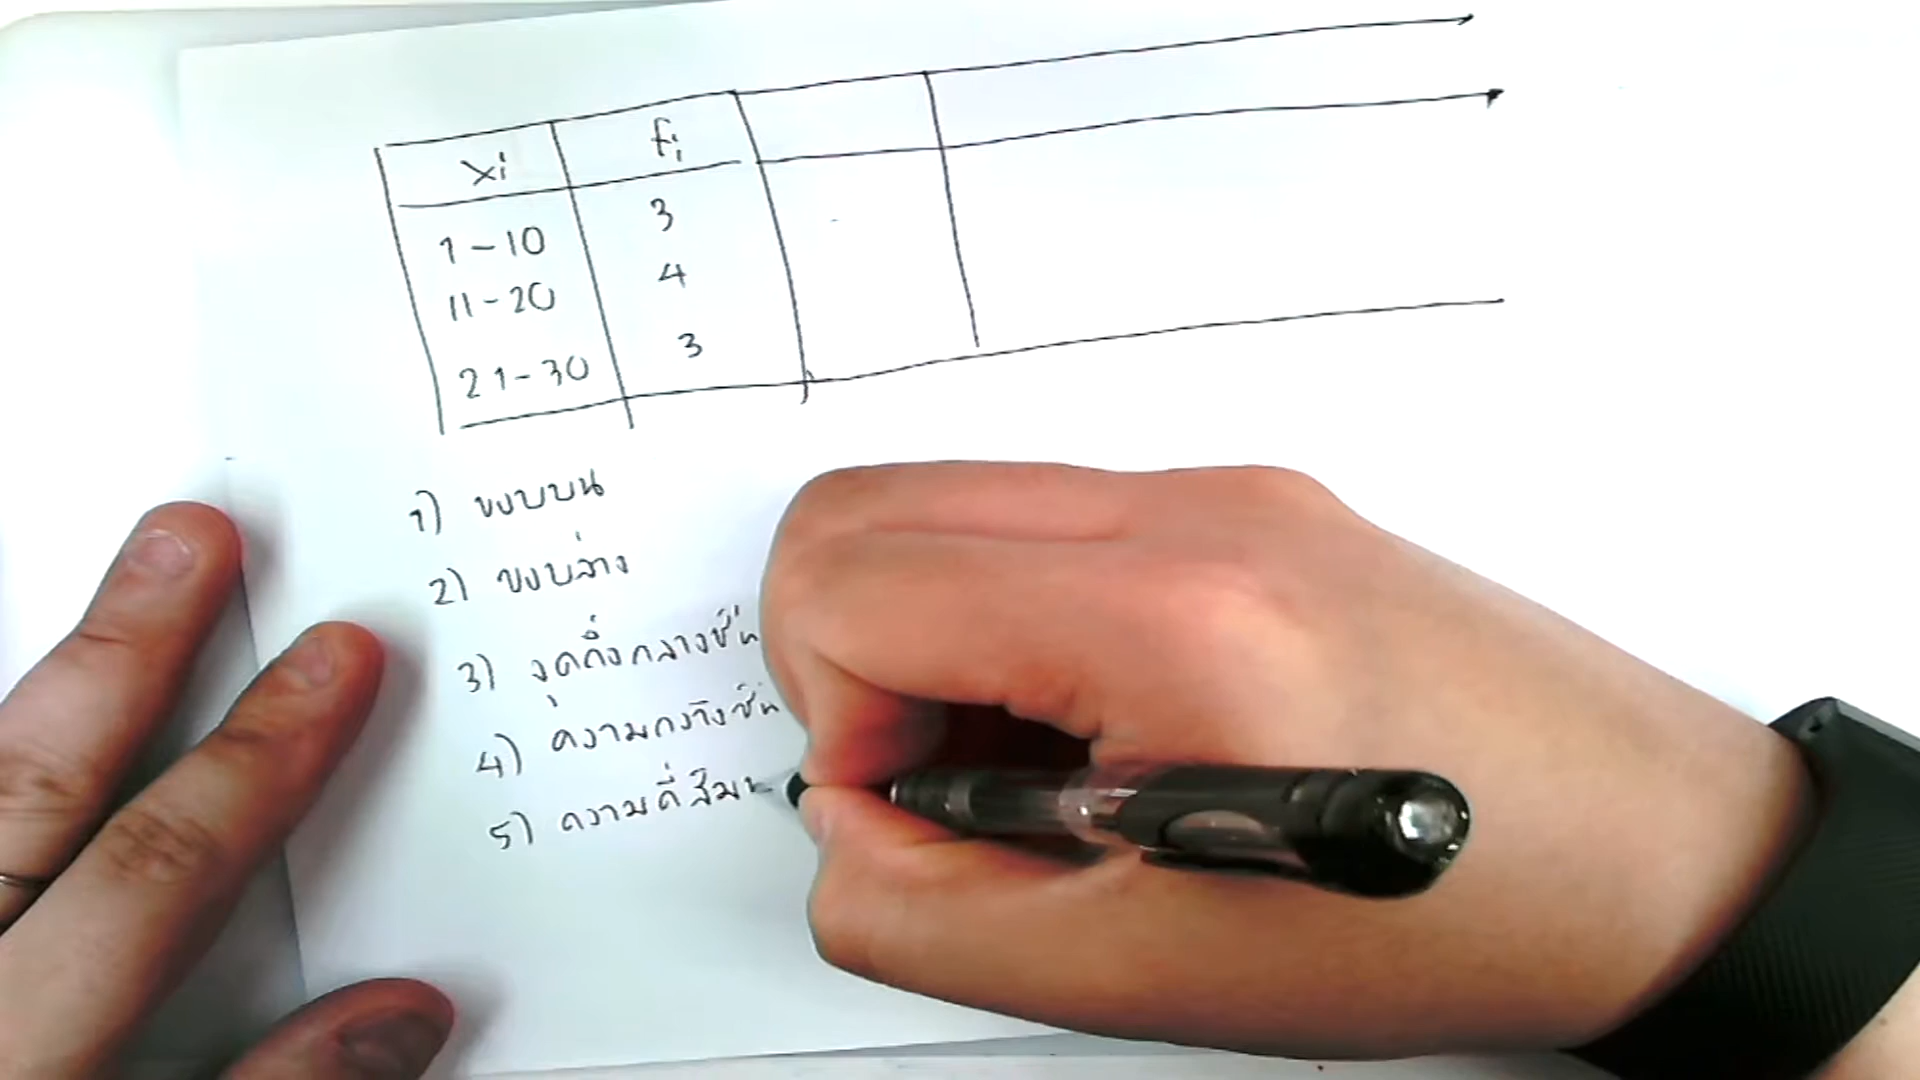 xi fi
1-10 3
11-20 4
21-30 3
1) ขอบบน
2) ขอบล่าง
3) จุดกึ่งกลางชั้น
4) ความกว้างชั้น
5) ความถี่สัมพ